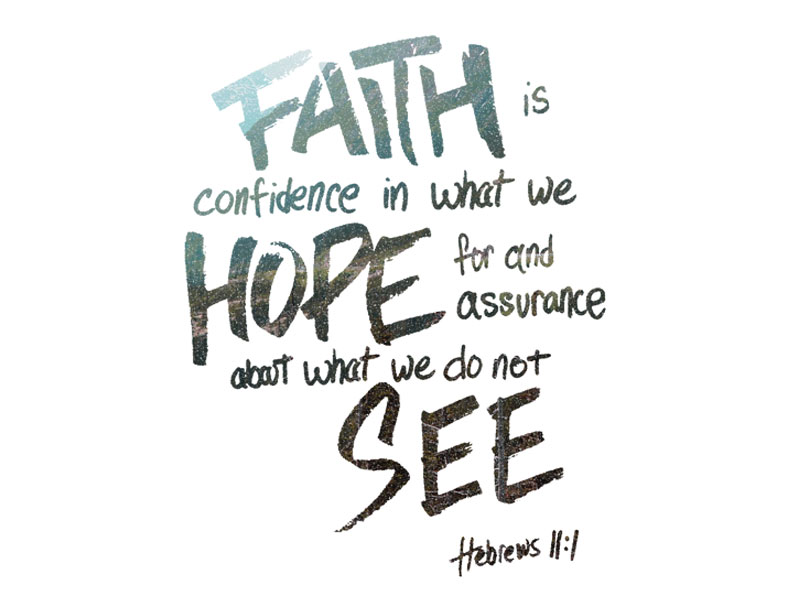 FAITH is
confidence in what we
HOPE for and
assurance
about what we do not
SEE
Hebrews 11:1